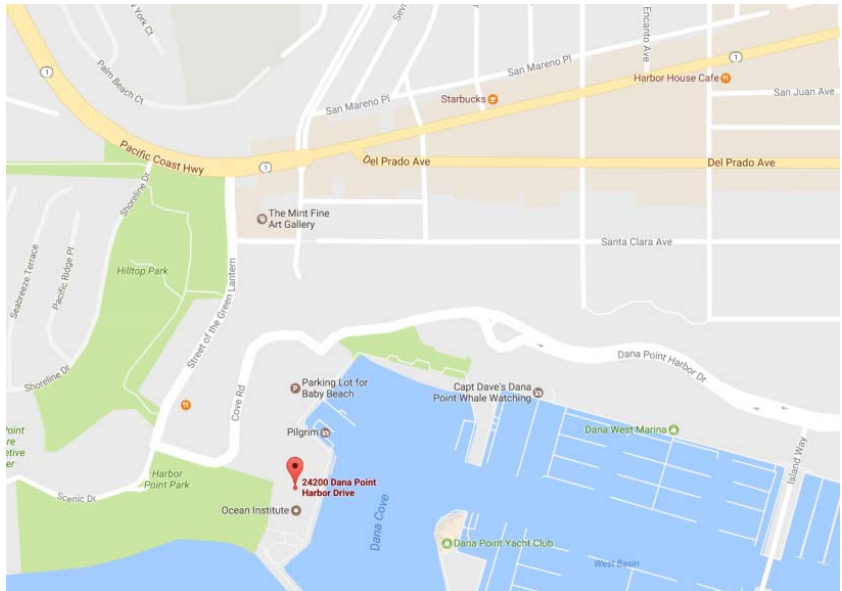 York Ct
Palm Beach Ct
Sev
Encanto Ave
1
1
San Mareno Pl
San Mareno Pl
Harbor House Cafe
San Juan Ave
Starbucks
Pacific Coast Hwy
1
Del Prado Ave
Del Prado Ave
Shoreline Dr
The Mint Fine
Art Gallery
Santa Clara Ave
Hilltop Park
Seabreeze Terrace
Pacific Ridge Pl
Street of the Green Lantern
Dana Point Harbor Dr
Shoreline Dr
Cove Rd
P
Parking Lot for
Baby Beach
Capt Dave's Dana
Point Whale Watching
Pilgrim
Dana West Marina
Island Way
Point
re
etive
er
Harbor
Point Park
24200 Dana Point
Harbor Drive
Scenic Dr
Ocean Institute
Dana Cove
Dana Point Yacht Club
West Basin